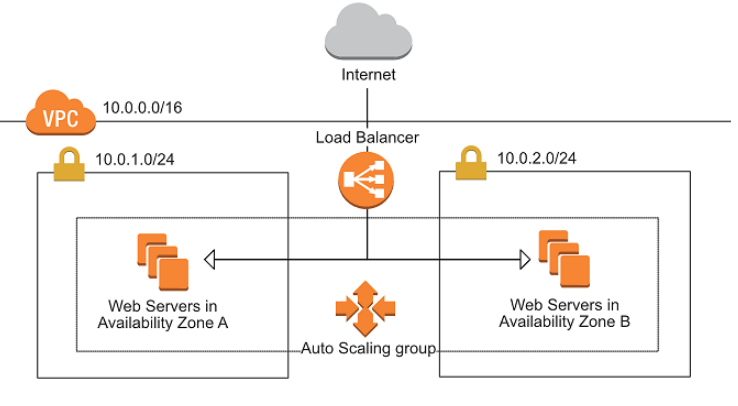 Internet
VPC
10.0.0.0/16
Load Balancer
10.0.1.0/24
10.0.2.0/24
Web Servers in
Availability Zone A
Web Servers in
Availability Zone B
Auto Scaling group